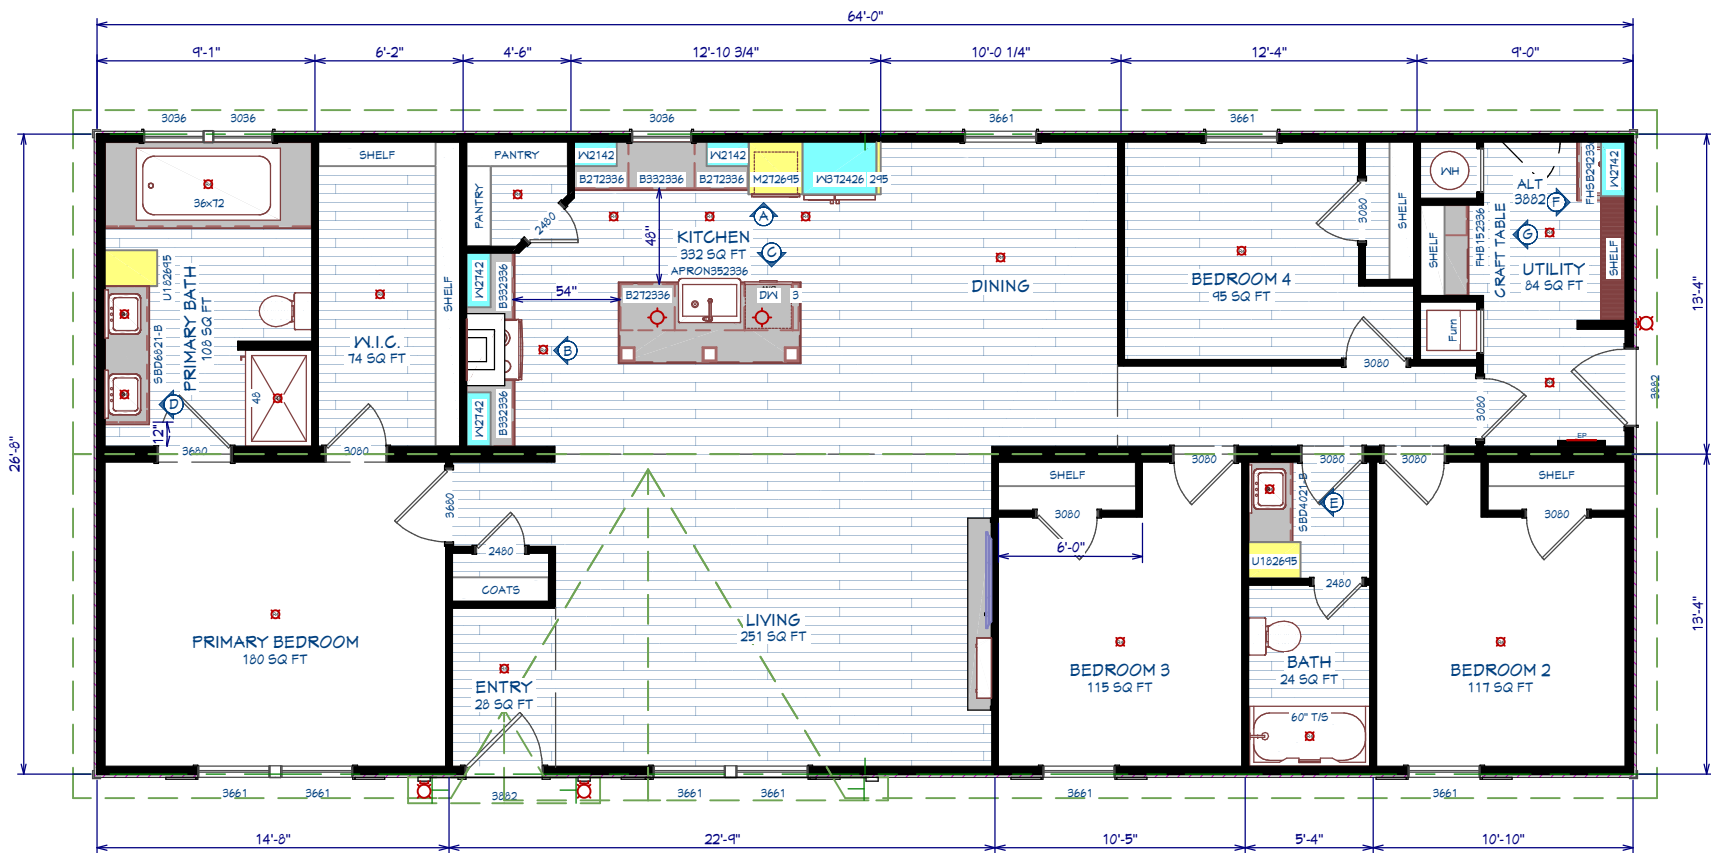 64'-0"
9'-1"
6'-2"
4'-6"
12'-10 3/4"
10'-0 1/4"
12'-4"
9'-0"
3036
3036
3036
3661
3661
SHELF
PANTRY
PANTRY
W2142
W2142
B272336
B332336
B272336
M272695
W372426
295
2480
36x72
U182695
SBD6821-B
PRIMARY BATH
108 SQ FT
48
D
12"
3680
W.I.C.
74 SQ FT
SHELF
3080
W2742
B332336
W2742
B332336
B
54"
48"
A
KITCHEN
332 SQ FT
C
APRON352336
B272336
DW
3
DINING
BEDROOM 4
95 SQ FT
3080
SHELF
3080
WH
ALT
3882
F
FHSB292336
W2742
SHELF
FHB152336
CRAFT TABLE
G
UTILITY
84 SQ FT
SHELF
Furn
3080
3882
EP
26'-8"
13'-4"
13'-4"
3680
2480
COATS
PRIMARY BEDROOM
180 SQ FT
ENTRY
28 SQ FT
LIVING
251 SQ FT
SHELF
3080
3080
6'-0"
BEDROOM 3
115 SQ FT
3080
SBD4021-B
E
U182695
2480
BATH
24 SQ FT
60" T/S
3080
SHELF
3080
BEDROOM 2
117 SQ FT
3661
3661
3882
3661
3661
3661
3661
14'-8"
22'-9"
10'-5"
5'-4"
10'-10"